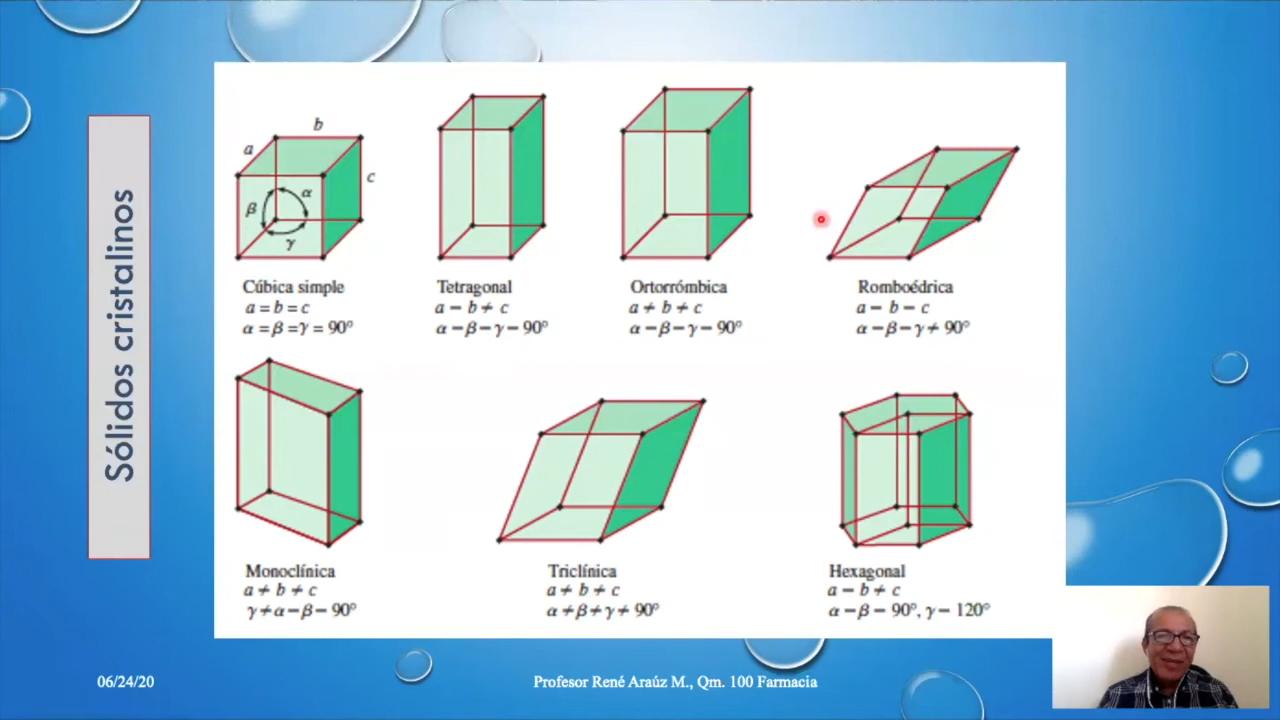 Sólidos cristalinos
b
a
c
α
β
γ
Cúbica simple
a = b = c
α = β = γ = 90°
Tetragonal
a − b ≠ c
α − β − γ − 90°
Ortorrómbica
a ≠ b ≠ c
α − β − γ − 90°
Romboédrica
a − b − c
α − β − γ ≠ 90°
Monoclínica
a ≠ b ≠ c
γ ≠ α − β − 90°
Triclínica
a ≠ b ≠ c
α ≠ β ≠ γ ≠ 90°
Hexagonal
a − b ≠ c
α − β − 90°, γ − 120°
06/24/20
Profesor René Araúz M., Qm. 100 Farmacia